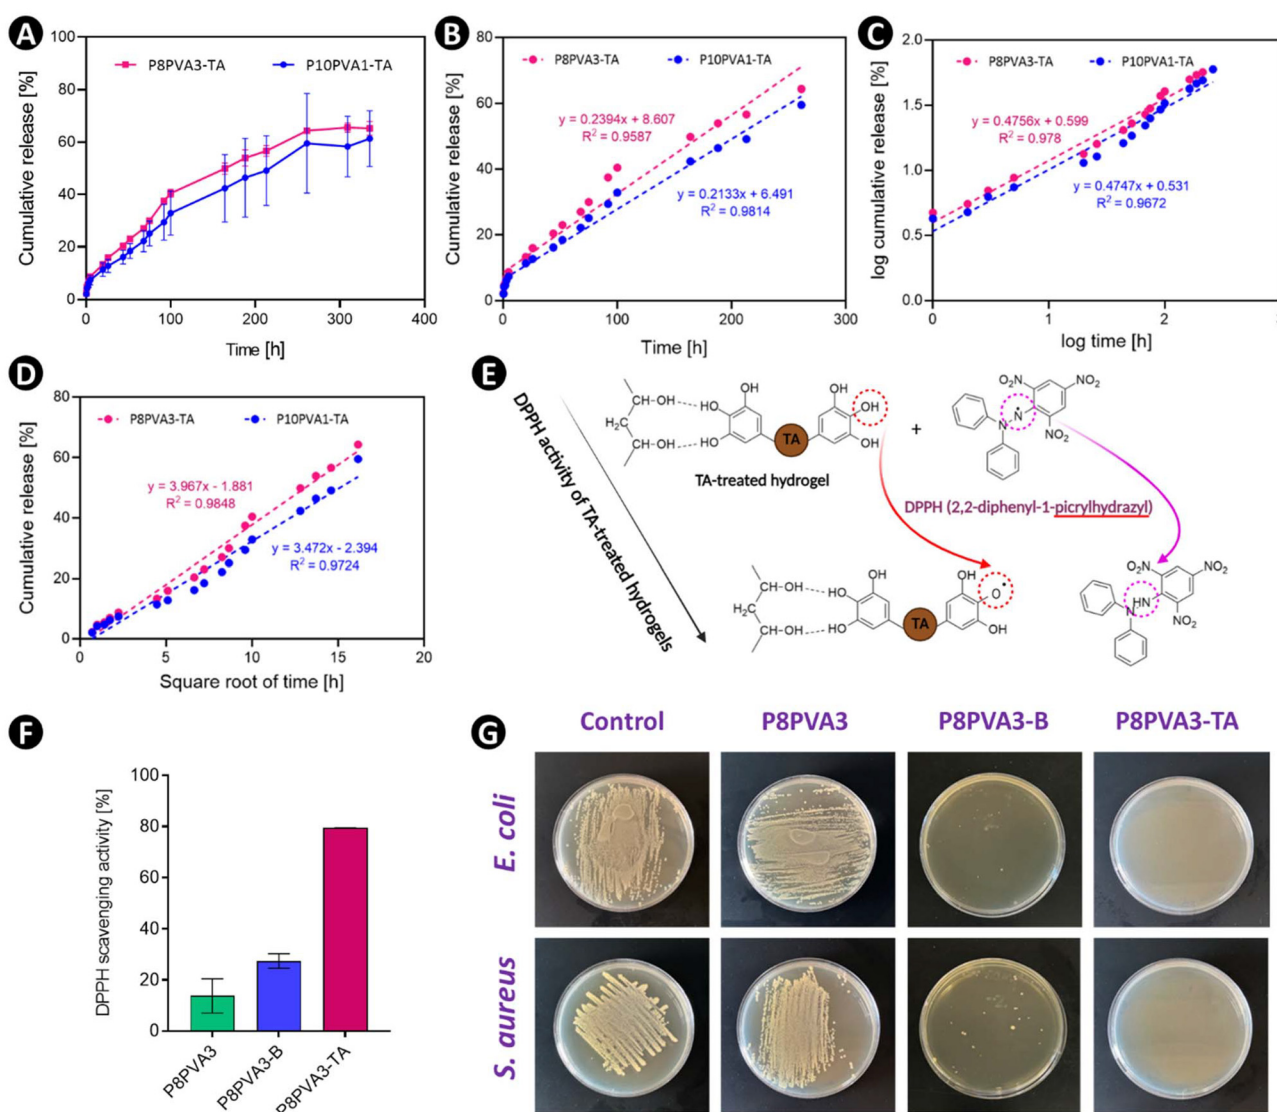 A
Cumulative release [%]
100
80
60
40
20
0
P8PVA3-TA
P10PVA1-TA
0
100
200
300
400
Time [h]
B
Cumulative release [%]
80
60
40
20
0
P8PVA3-TA
P10PVA1-TA
y = 0.2394x + 8.607
R² = 0.9587
y = 0.2133x + 6.491
R² = 0.9814
0
100
200
300
Time [h]
C
log cumulative release [%]
2.0
1.5
1.0
0.5
0.0
P8PVA3-TA
P10PVA1-TA
y = 0.4756x + 0.599
R² = 0.978
y = 0.4747x + 0.531
R² = 0.9672
0
1
2
log time [h]
D
Cumulative release [%]
80
60
40
20
0
P8PVA3-TA
P10PVA1-TA
y = 3.967x - 1.881
R² = 0.9848
y = 3.472x - 2.394
R² = 0.9724
0
5
10
15
20
Square root of time [h]
E
DPPH activity of TA-treated hydrogels
H₂C
CH-OH
CH-OH
OH
HO
HO
TA
OH
OH
OH
TA-treated hydrogel
+
NO₂
NO₂
NO₂
N
N
DPPH (2,2-diphenyl-1-picrylhydrazyl)
H₂C
CH-OH
CH-OH
OH
HO
HO
TA
OH
O
OH
O₂N
NO₂
NO₂
HN
N
F
DPPH scavenging activity [%]
100
80
60
40
20
0
P8PVA3
P8PVA3-B
P8PVA3-TA
G
Control
P8PVA3
P8PVA3-B
P8PVA3-TA
E. coli
S. aureus